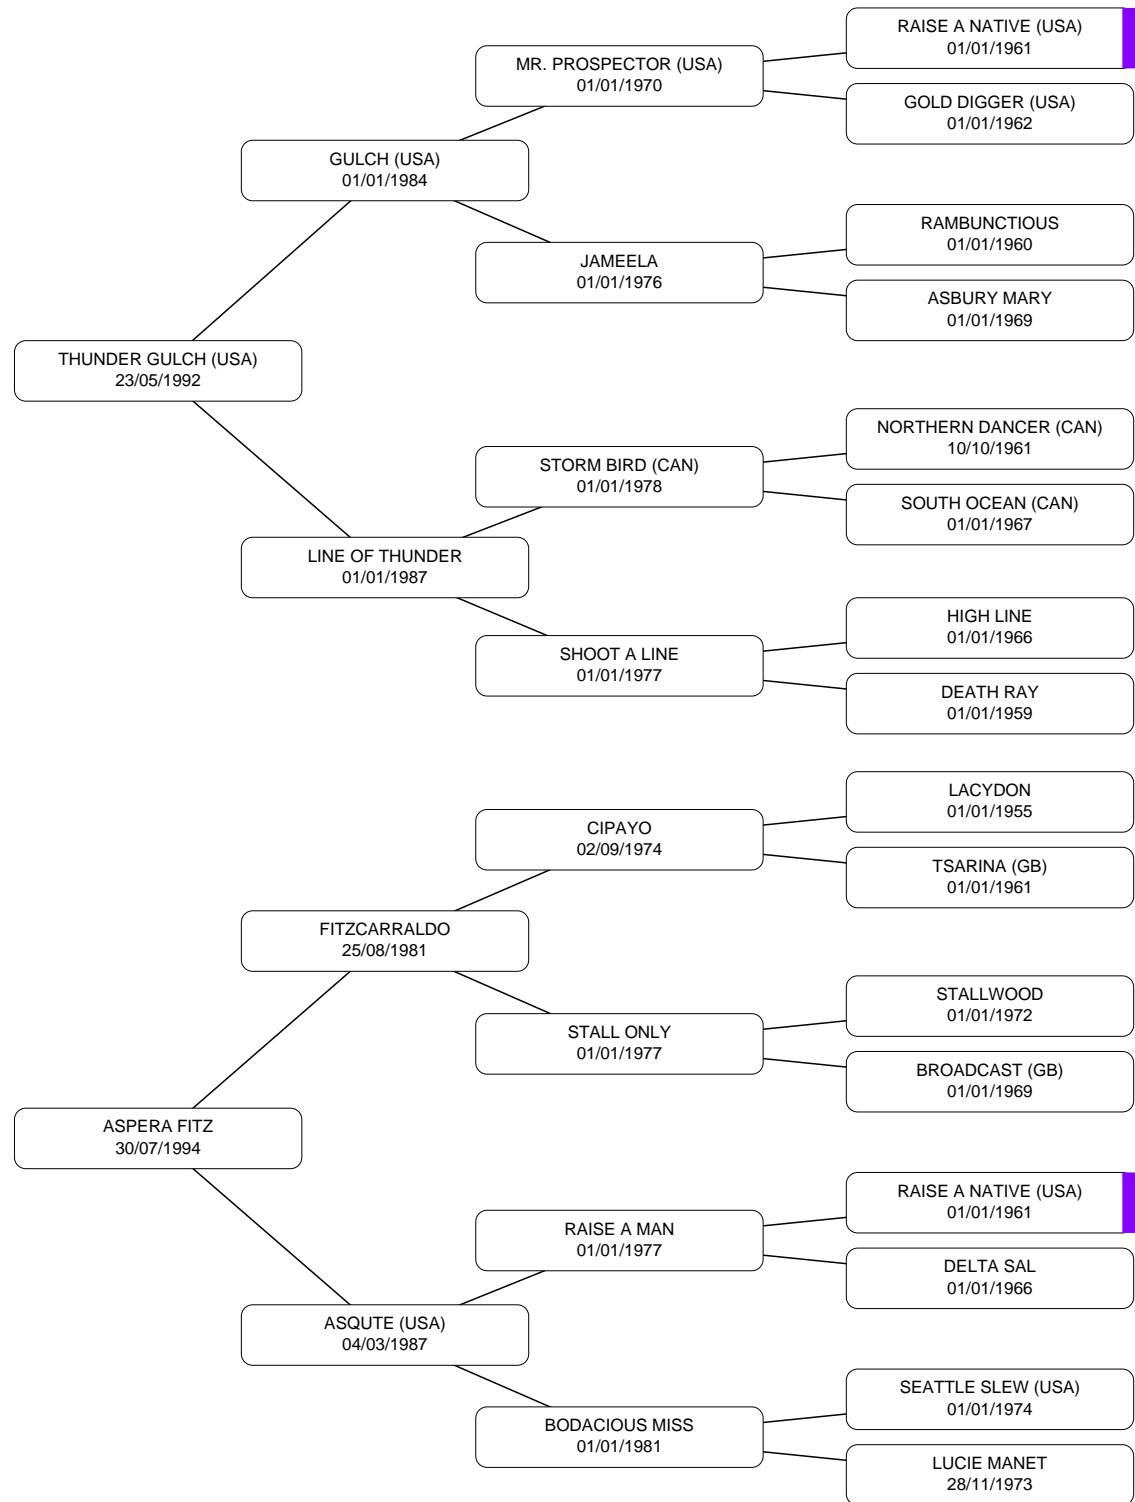 RAISE A NATIVE (USA)
01/01/1961
MR. PROSPECTOR (USA)
01/01/1970
GOLD DIGGER (USA)
01/01/1962
GULCH (USA)
01/01/1984
RAMBUNCTIOUS
01/01/1960
JAMEELA
01/01/1976
ASBURY MARY
01/01/1969
THUNDER GULCH (USA)
23/05/1992
NORTHERN DANCER (CAN)
10/10/1961
STORM BIRD (CAN)
01/01/1978
SOUTH OCEAN (CAN)
01/01/1967
LINE OF THUNDER
01/01/1987
HIGH LINE
01/01/1966
SHOOT A LINE
01/01/1977
DEATH RAY
01/01/1959
LACYDON
01/01/1955
CIPAYO
02/09/1974
TSARINA (GB)
01/01/1961
FITZCARRALDO
25/08/1981
STALLWOOD
01/01/1972
STALL ONLY
01/01/1977
BROADCAST (GB)
01/01/1969
ASPERA FITZ
30/07/1994
RAISE A NATIVE (USA)
01/01/1961
RAISE A MAN
01/01/1977
DELTA SAL
01/01/1966
ASQUTE (USA)
04/03/1987
SEATTLE SLEW (USA)
01/01/1974
BODACIOUS MISS
01/01/1981
LUCIE MANET
28/11/1973